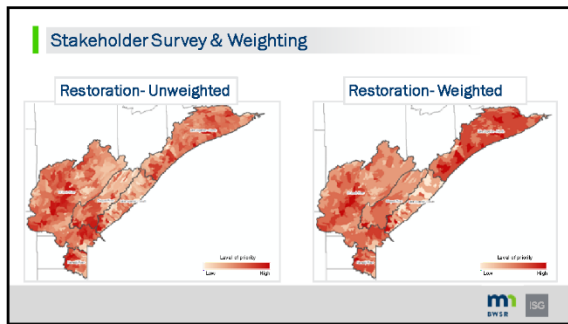 Stakeholder Survey & Weighting
Restoration- Unweighted
Restoration- Weighted
Level of priority
Low
High
Level of priority
Low
High
mn
BWSR
ISG